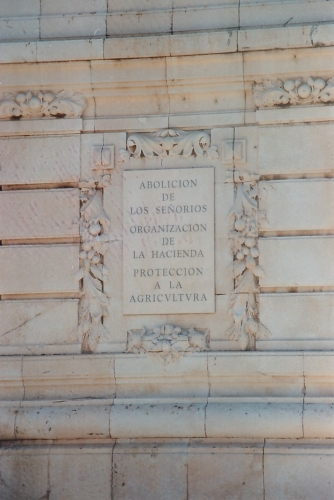 ABOLICION
DE
LOS SEÑORIOS
ORGANIZACION
DE
LA HACIENDA
PROTECCION
A LA
AGRICVLTVRA